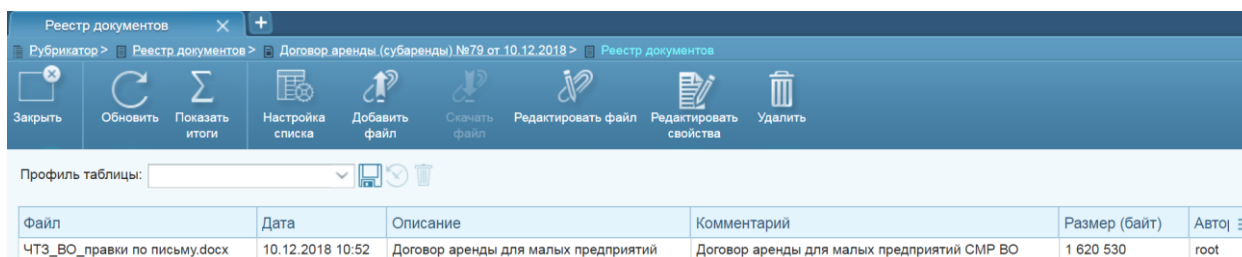 Реестр документов
Рубрикатор > Реестр документов > Договор аренды (субаренды) №79 от 10.12.2018 > Реестр документов
Закрыть Обновить Показать итоги Настройка списка Добавить файл Скачать файл Редактировать файл Редактировать свойства Удалить
Профиль таблицы:
Файл Дата Описание Комментарий Размер (байт) Автор
ЧТЗ_ВО_правки по письму.docx 10.12.2018 10:52 Договор аренды для малых предприятий Договор аренды для малых предприятий СМР ВО 1 620 530 root